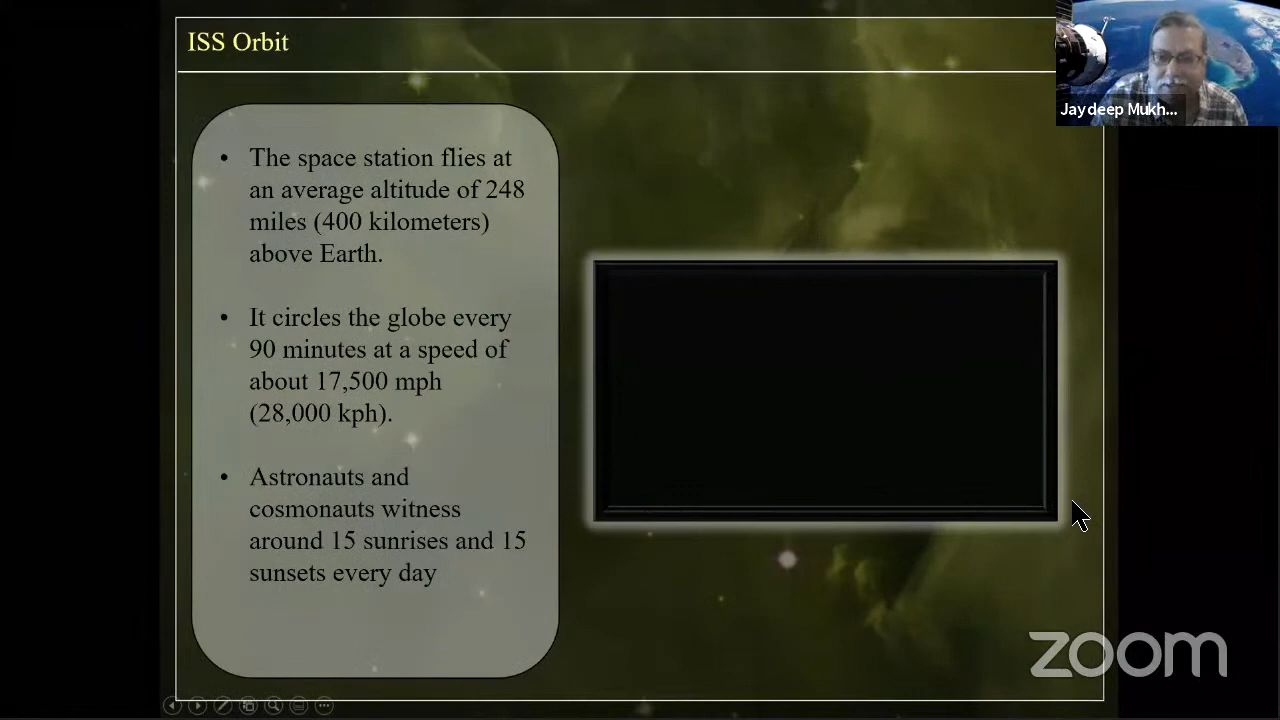 ISS Orbit
Jaydeep Mukh...
• The space station flies at
an average altitude of 248
miles (400 kilometers)
above Earth.
• It circles the globe every
90 minutes at a speed of
about 17,500 mph
(28,000 kph).
• Astronauts and
cosmonauts witness
around 15 sunrises and 15
sunsets every day
zoom